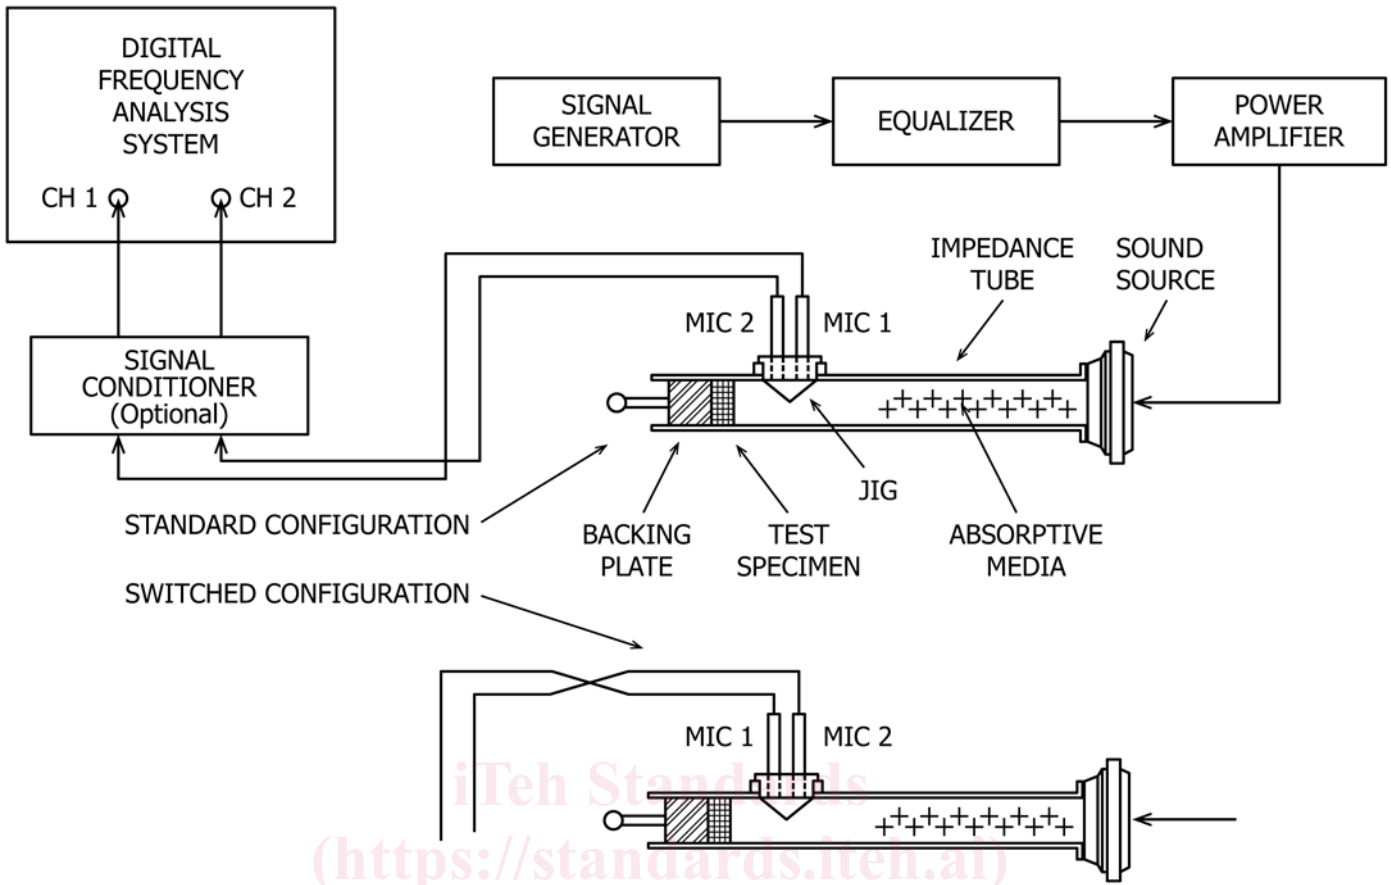 DIGITAL
FREQUENCY
ANALYSIS
SYSTEM
CH 1
CH 2
SIGNAL
GENERATOR
EQUALIZER
POWER
AMPLIFIER
IMPEDANCE
TUBE
SOUND
SOURCE
MIC 2
MIC 1
SIGNAL
CONDITIONER
(Optional)
JIG
STANDARD CONFIGURATION
BACKING
PLATE
TEST
SPECIMEN
ABSORPTIVE
MEDIA
SWITCHED CONFIGURATION
MIC 1
MIC 2
iTeh Standards
(https://standards.iteh.ai)